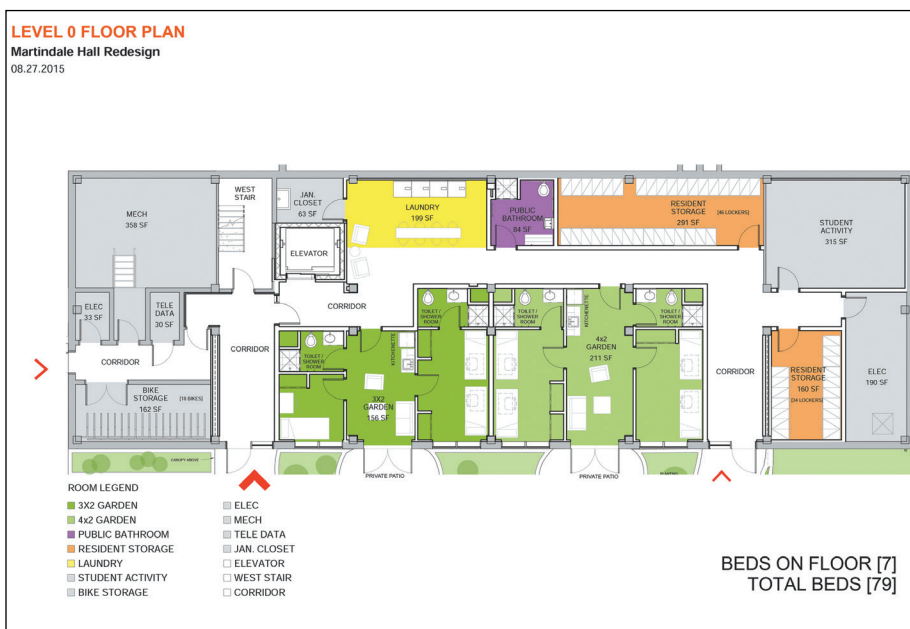 LEVEL 0 FLOOR PLAN
Martindale Hall Redesign
08.27.2015
MECH
358 SF
WEST
STAIR
JAN.
CLOSET
63 SF
ELEVATOR
LAUNDRY
199 SF
PUBLIC
BATHROOM
84 SF
RESIDENT
STORAGE
291 SF
[46 LOCKERS]
STUDENT
ACTIVITY
315 SF
ELEC
33 SF
TELE
DATA
30 SF
CORRIDOR
CORRIDOR
CORRIDOR
BIKE
STORAGE
162 SF
[18 BIKES]
TOILET/
SHOWER
ROOM
KITCHENETTE
3X2
GARDEN
156 SF
TOILET/
SHOWER
ROOM
TOILET/
SHOWER
ROOM
KITCHENETTE
4x2
GARDEN
211 SF
TOILET/
SHOWER
ROOM
CORRIDOR
RESIDENT
STORAGE
160 SF
[34 LOCKERS]
ELEC
190 SF
CANOPY ABOVE
PRIVATE PATIO
PRIVATE PATIO
ROOM LEGEND
3X2 GARDEN
4x2 GARDEN
PUBLIC BATHROOM
RESIDENT STORAGE
LAUNDRY
STUDENT ACTIVITY
BIKE STORAGE
ELEC
MECH
TELE DATA
JAN. CLOSET
ELEVATOR
WEST STAIR
CORRIDOR
BEDS ON FLOOR [7]
TOTAL BEDS [79]